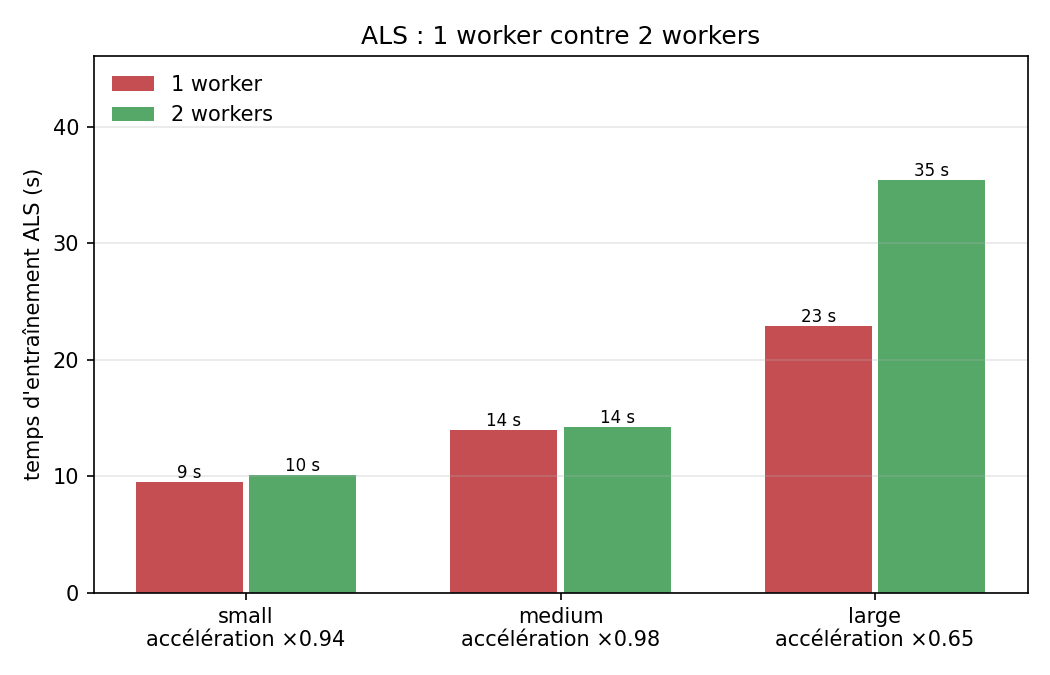 ALS : 1 worker contre 2 workers
1 worker
2 workers
temps d'entraînement ALS (s)
40
30
20
10
0
9 s
10 s
14 s
14 s
23 s
35 s
small
accélération ×0.94
medium
accélération ×0.98
large
accélération ×0.65